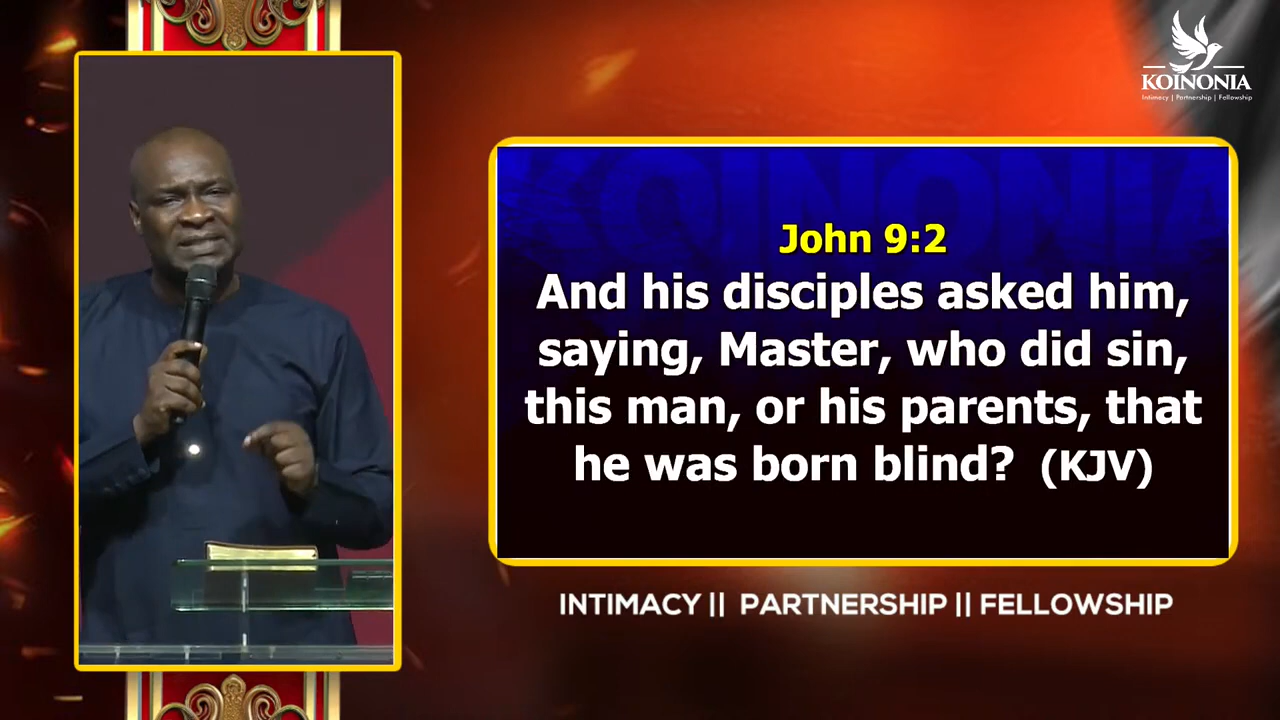 KOINONIA
Intimacy | Partnership | Fellowship
John 9:2
And his disciples asked him,
saying, Master, who did sin,
this man, or his parents, that
he was born blind? (KJV)
INTIMACY || PARTNERSHIP || FELLOWSHIP